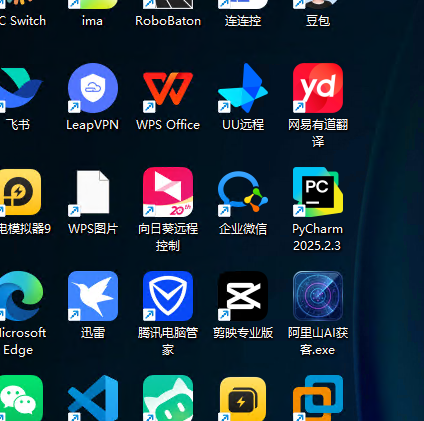 C Switch
ima
RoboBaton
连连控
豆包
飞书
LeapVPN
WPS Office
UU远程
yd
网易有道翻
译
电模拟器9
WPS图片
20th
向日葵远程
控制
企业微信
PC
PyCharm
2025.2.3
Microsoft
Edge
迅雷
腾讯电脑管
家
剪映专业版
阿里山AI获
客.exe